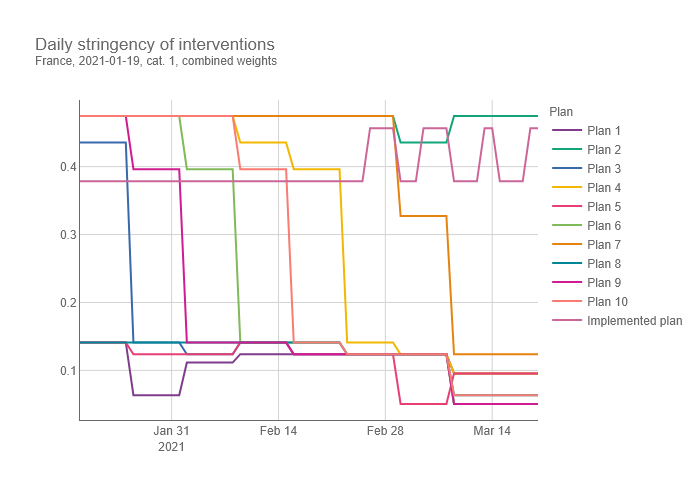 Daily stringency of interventions
France, 2021-01-19, cat. 1, combined weights
Plan
Plan 1
Plan 2
Plan 3
Plan 4
Plan 5
Plan 6
Plan 7
Plan 8
Plan 9
Plan 10
Implemented plan
0.4
0.3
0.2
0.1
Jan 31
2021
Feb 14
Feb 28
Mar 14